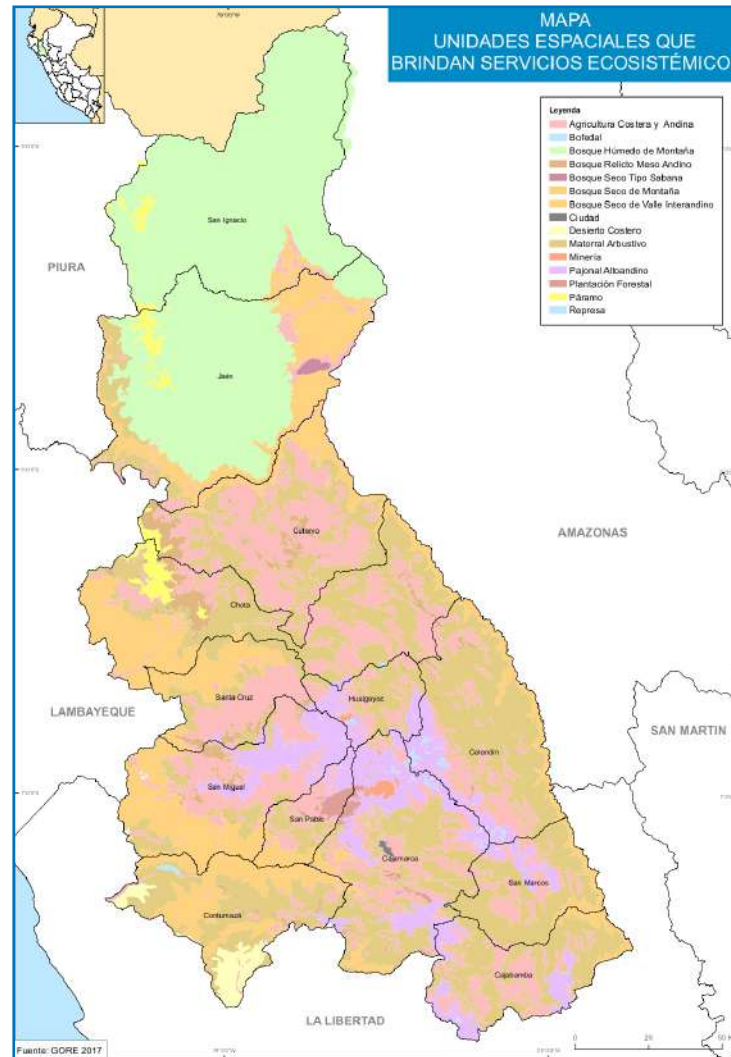 MAPA
UNIDADES ESPACIALES QUE
BRINDAN SERVICIOS ECOSISTÉMICO
Leyenda
Agricultura Costera y Andina
Bofedal
Bosque Húmedo de Montaña
Bosque Relicto Meso Andino
Bosque Seco Tipo Sabana
Bosque Seco de Montaña
Bosque Seco de Valle Interandino
Ciudad
Desierto Costero
Matorral Arbustivo
Minería
Pajonal Altoandino
Plantación Forestal
Páramo
Represa
San Ignacio
PIURA
Jaén
Cutervo
AMAZONAS
Chota
Santa Cruz
Hualgayoc
LAMBAYEQUE
SAN MARTIN
Celendín
San Miguel
San Pablo
Cajamarca
San Marcos
Contumazá
Cajabamba
LA LIBERTAD
0 20 50 K
Fuente: GORE 2017